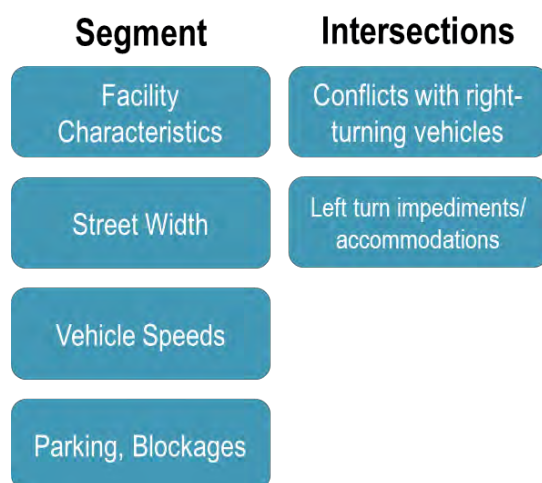 Segment
Facility
Characteristics
Street Width
Vehicle Speeds
Parking, Blockages
Intersections
Conflicts with right-
turning vehicles
Left turn impediments/
accommodations